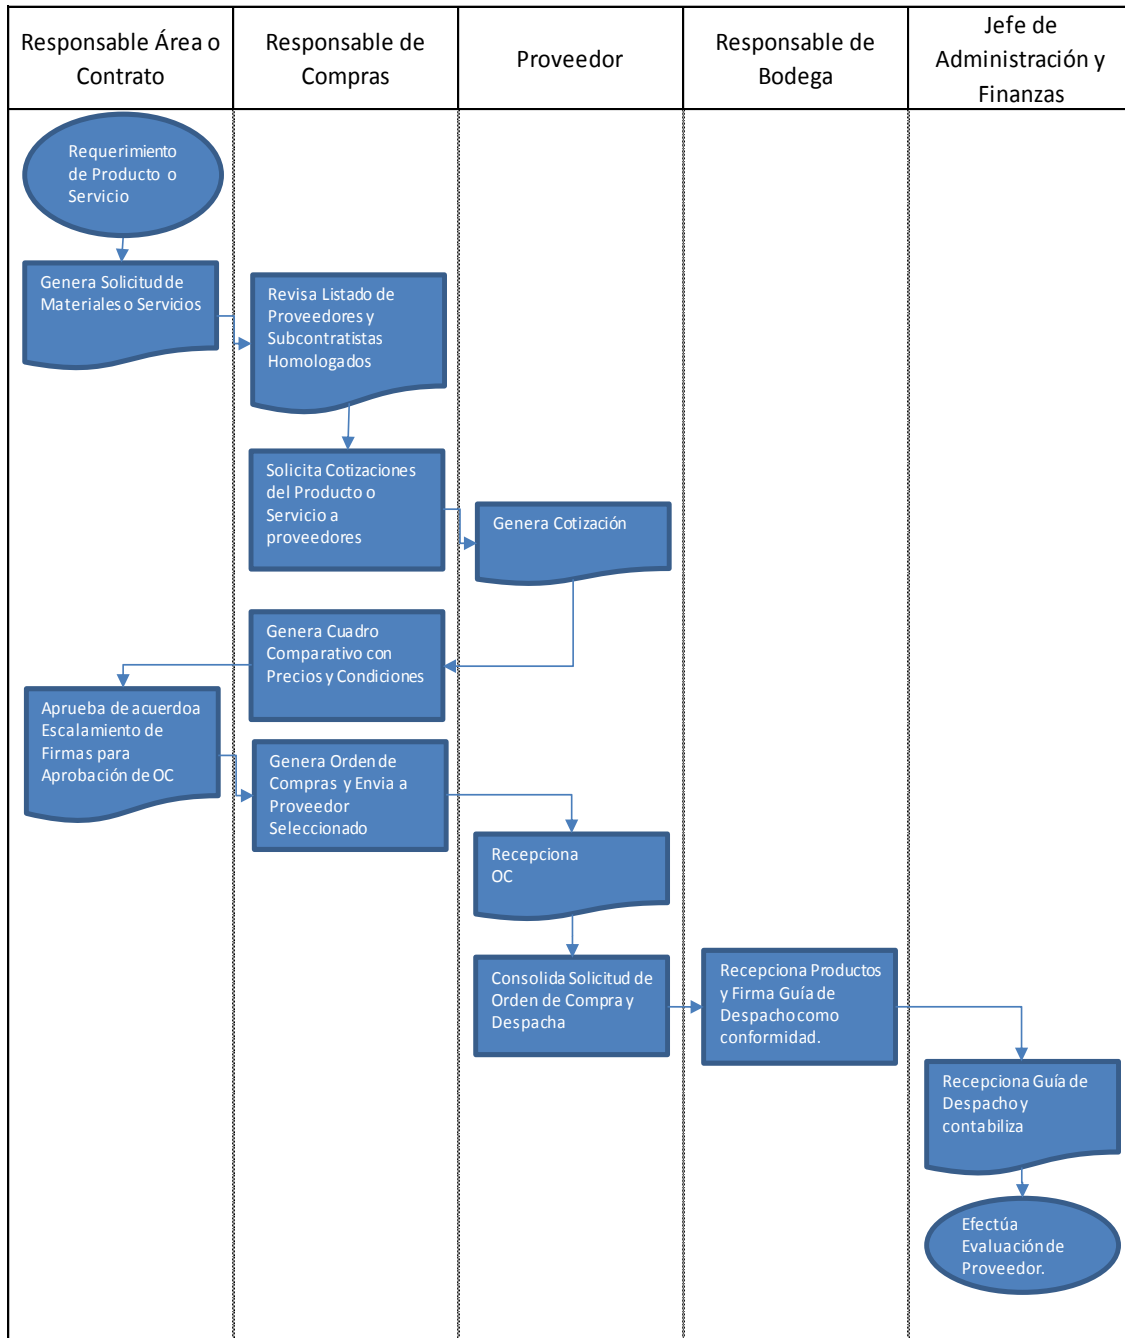 Responsable Área o
Contrato
Responsable de
Compras
Proveedor
Responsable de
Bodega
Jefe de
Administración y
Finanzas
Requerimiento
de Producto o
Servicio
Genera Solicitud de
Materiales o Servicios
Revisa Listado de
Proveedores y
Subcontratistas
Homologados
Solicita Cotizaciones
del Producto o
Servicio a
proveedores
Genera Cotización
Genera Cuadro
Comparativo con
Precios y Condiciones
Aprueba de acuerdo a
Escalamiento de
Firmas para
Aprobación de OC
Genera Orden de
Compras y Envia a
Proveedor
Seleccionado
Recepciona
OC
Consolida Solicitud de
Orden de Compra y
Despacha
Recepciona Productos
y Firma Guía de
Despacho como
conformidad.
Recepciona Guía de
Despacho y
contabiliza
Efectúa
Evaluación de
Proveedor.